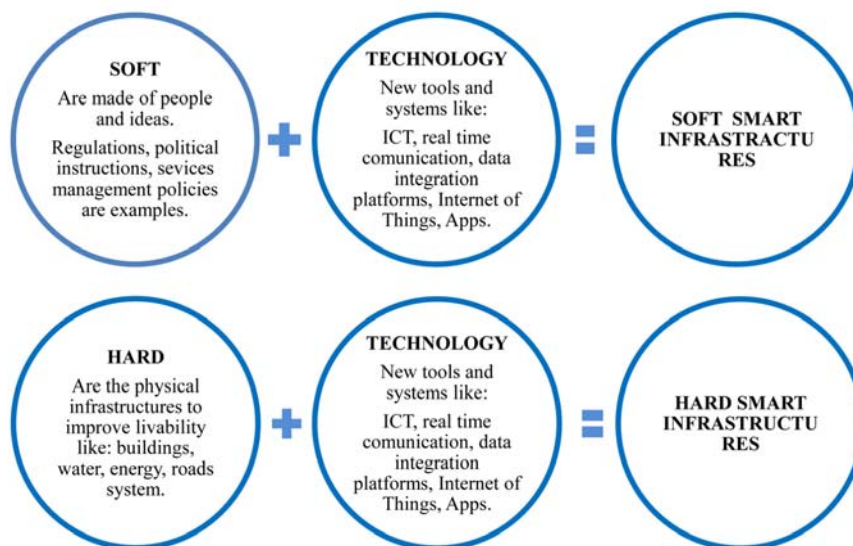 SOFT
Are made of people
and ideas.
Regulations, political
instructions, sevices
management policies
are examples.
TECHNOLOGY
New tools and
systems like:
ICT, real time
comunication, data
integration
platforms, Internet of
Things, Apps.
SOFT SMART
INFRASTRACTU
RES
HARD
Are the physical
infrastructures to
improve livability
like: buildings,
water, energy, roads
system.
TECHNOLOGY
New tools and
systems like:
ICT, real time
comunication, data
integration
platforms, Internet of
Things, Apps.
HARD SMART
INFRASTRUCTU
RES